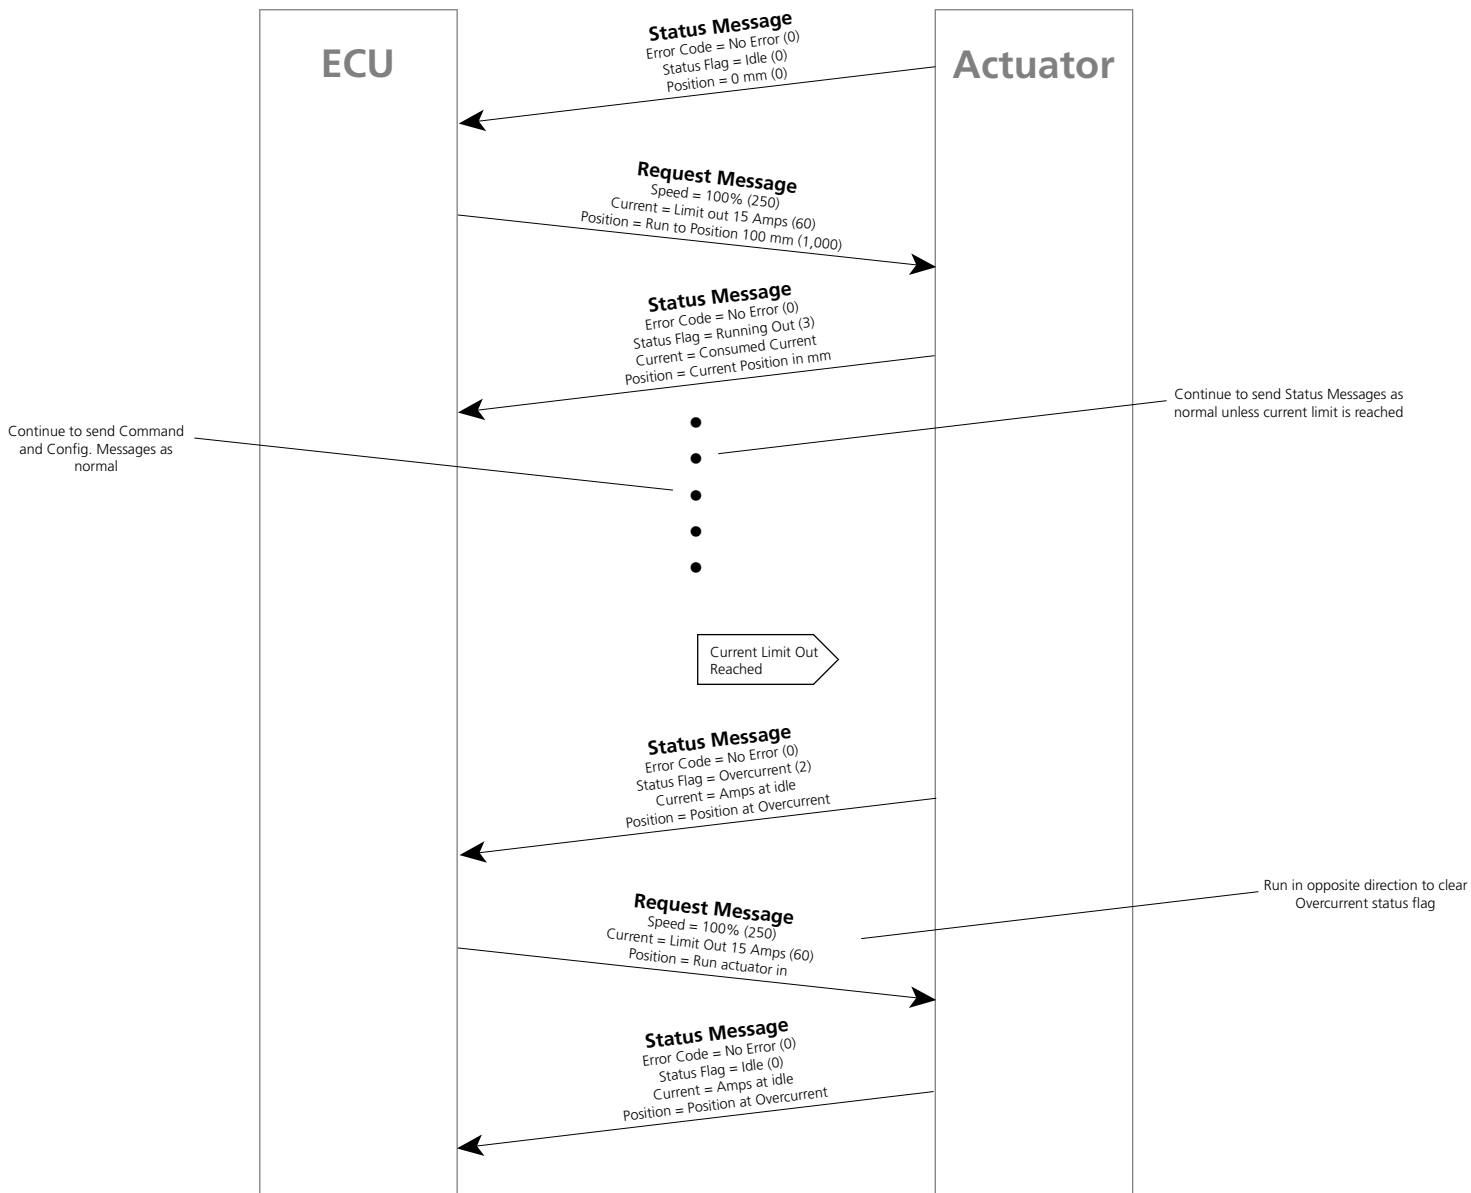 ECU
Actuator
Status Message
Error Code = No Error (0)
Status Flag = Idle (0)
Position = 0 mm (0)
Request Message
Speed = 100% (250)
Current = Limit out 15 Amps (60)
Position = Run to Position 100 mm (1,000)
Status Message
Error Code = No Error (0)
Status Flag = Running Out (3)
Current = Consumed Current
Position = Current Position in mm
Continue to send Status Messages as
normal unless current limit is reached
Continue to send Command
and Config. Messages as
normal
Current Limit Out
Reached
Status Message
Error Code = No Error (0)
Status Flag = Overcurrent (2)
Current = Amps at idle
Position = Position at Overcurrent
Run in opposite direction to clear
Overcurrent status flag
Request Message
Speed = 100% (250)
Current = Limit Out 15 Amps (60)
Position = Run actuator in
Status Message
Error Code = No Error (0)
Status Flag = Idle (0)
Current = Amps at idle
Position = Position at Overcurrent